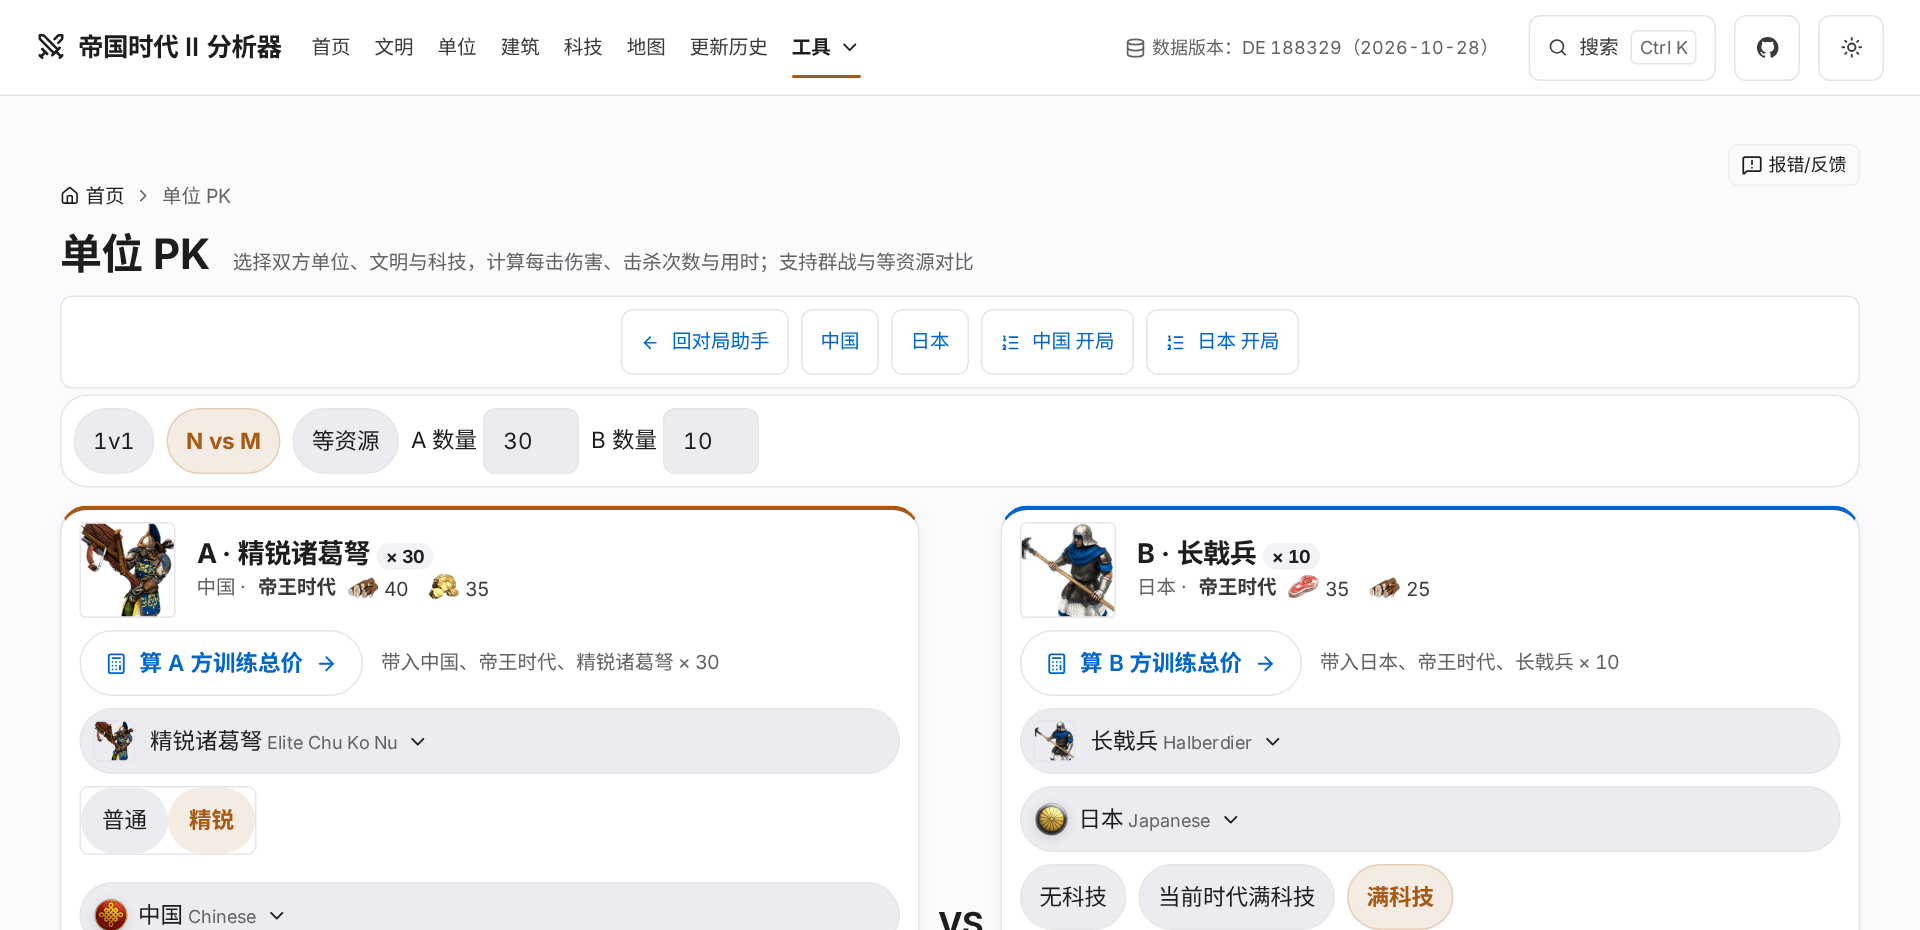 帝国时代 II 分析器 首页 文明 单位 建筑 科技 地图 更新历史 工具 数据版本：DE 188329（2026-10-28） 搜索 Ctrl K
报错/反馈
首页 单位 PK
单位 PK 选择双方单位、文明与科技，计算每击伤害、击杀次数与用时；支持群战与等资源对比
回对局助手 中国 日本 中国 开局 日本 开局
1v1 N vs M 等资源 A 数量 30 B 数量 10
A · 精锐诸葛弩 × 30
中国 · 帝王时代 40 35
算 A 方训练总价 带入中国、帝王时代、精锐诸葛弩 × 30
精锐诸葛弩 Elite Chu Ko Nu
普通 精锐
中国 Chinese
VS
B · 长戟兵 × 10
日本 · 帝王时代 35 25
算 B 方训练总价 带入日本、帝王时代、长戟兵 × 10
长戟兵 Halberdier
日本 Japanese
无科技 当前时代满科技 满科技